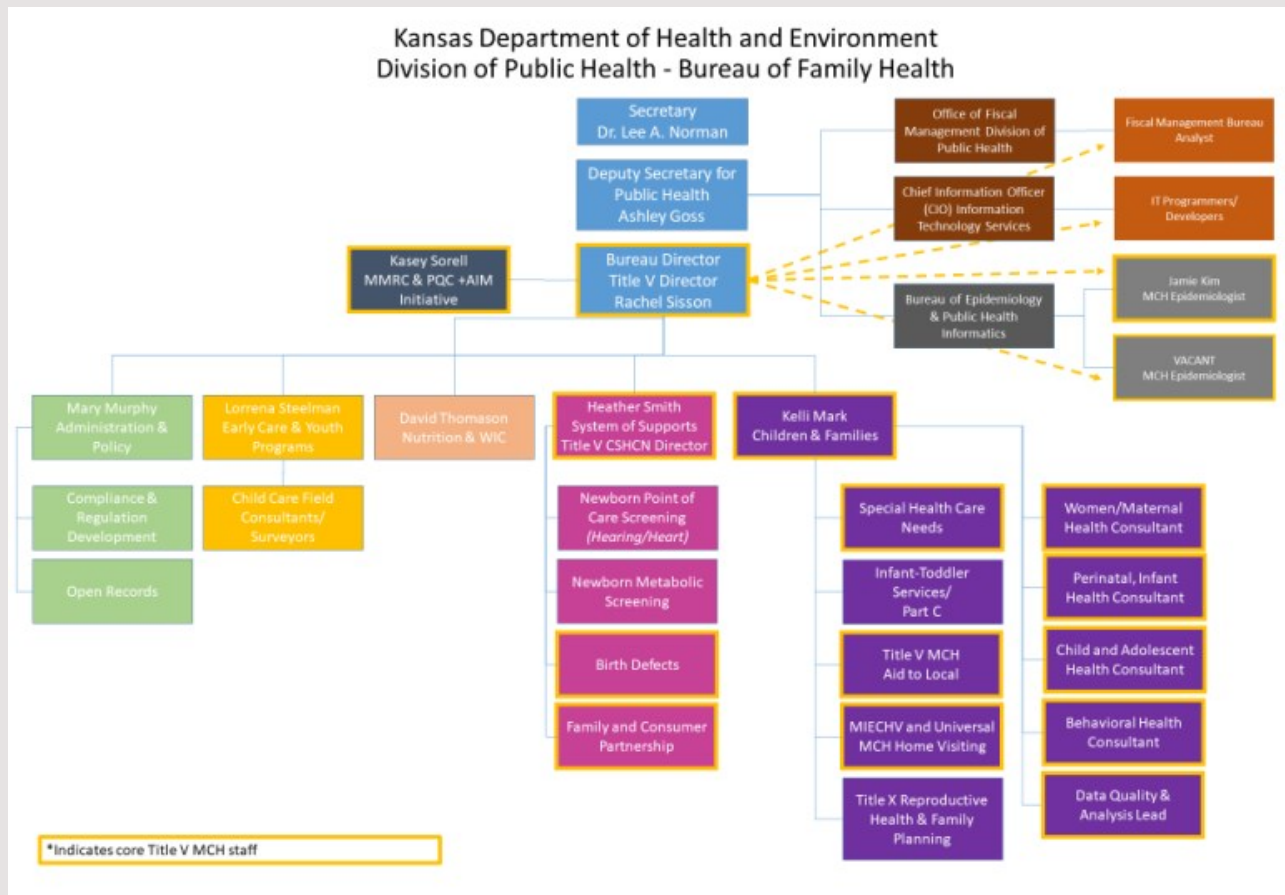 Kansas Department of Health and Environment
Division of Public Health - Bureau of Family Health
Secretary
Dr. Lee A. Norman
Deputy Secretary for
Public Health
Ashley Goss
Office of Fiscal
Management Division of
Public Health
Fiscal Management Bureau
Analyst
Chief Information Officer
(CIO) Information
Technology Services
IT Programmers/
Developers
Kasey Sorell
MMRC & PQC +AIM
Initiative
Bureau Director
Title V Director
Rachel Sisson
Bureau of Epidemiology
& Public Health
Informatics
Jamie Kim
MCH Epidemiologist
VACANT
MCH Epidemiologist
Mary Murphy
Administration &
Policy
Lorrena Steelman
Early Care & Youth
Programs
David Thomason
Nutrition & WIC
Heather Smith
System of Supports
Title V CSHCN Director
Kelli Mark
Children & Families
Compliance &
Regulation
Development
Open Records
Child Care Field
Consultants/
Surveyors
Newborn Point of
Care Screening
(Hearing/Heart)
Newborn Metabolic
Screening
Birth Defects
Family and Consumer
Partnership
Special Health Care
Needs
Infant-Toddler
Services/
Part C
Title V MCH
Aid to Local
MIECHV and Universal
MCH Home Visiting
Title X Reproductive
Health & Family
Planning
Women/Maternal
Health Consultant
Perinatal, Infant
Health Consultant
Child and Adolescent
Health Consultant
Behavioral Health
Consultant
Data Quality &
Analysis Lead
*Indicates core Title V MCH staff